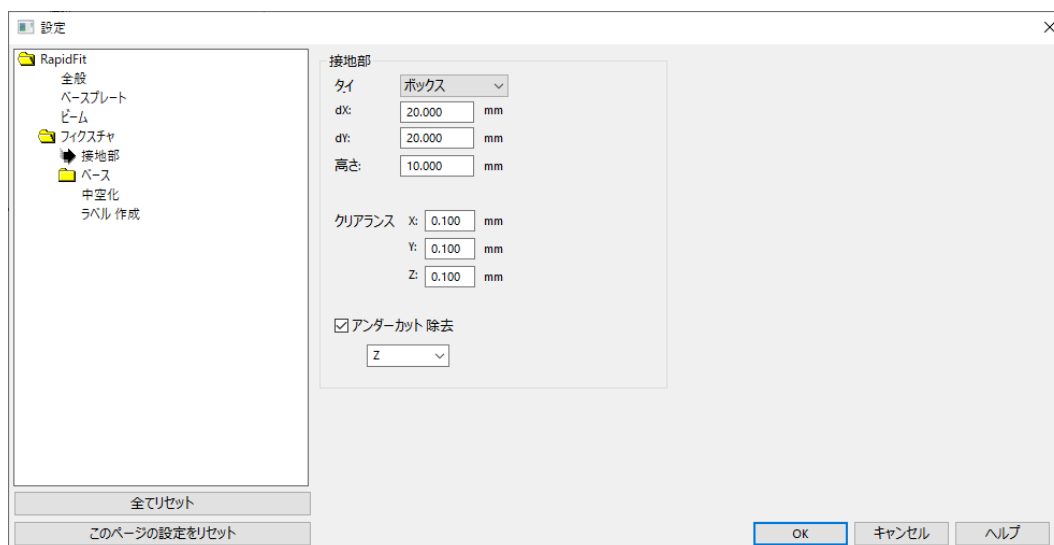 設定
RapidFit
全般
ベースプレート
ビーム
フィクスチャ
接地部
ベース
中空化
ラベル 作成
全てリセット
このページの設定をリセット
接地部
タイ ボックス
dX: 20.000 mm
dY: 20.000 mm
高さ: 10.000 mm
クリアランス X: 0.100 mm
Y: 0.100 mm
Z: 0.100 mm
アンダーカット 除去
Z
OK キャンセル ヘルプ